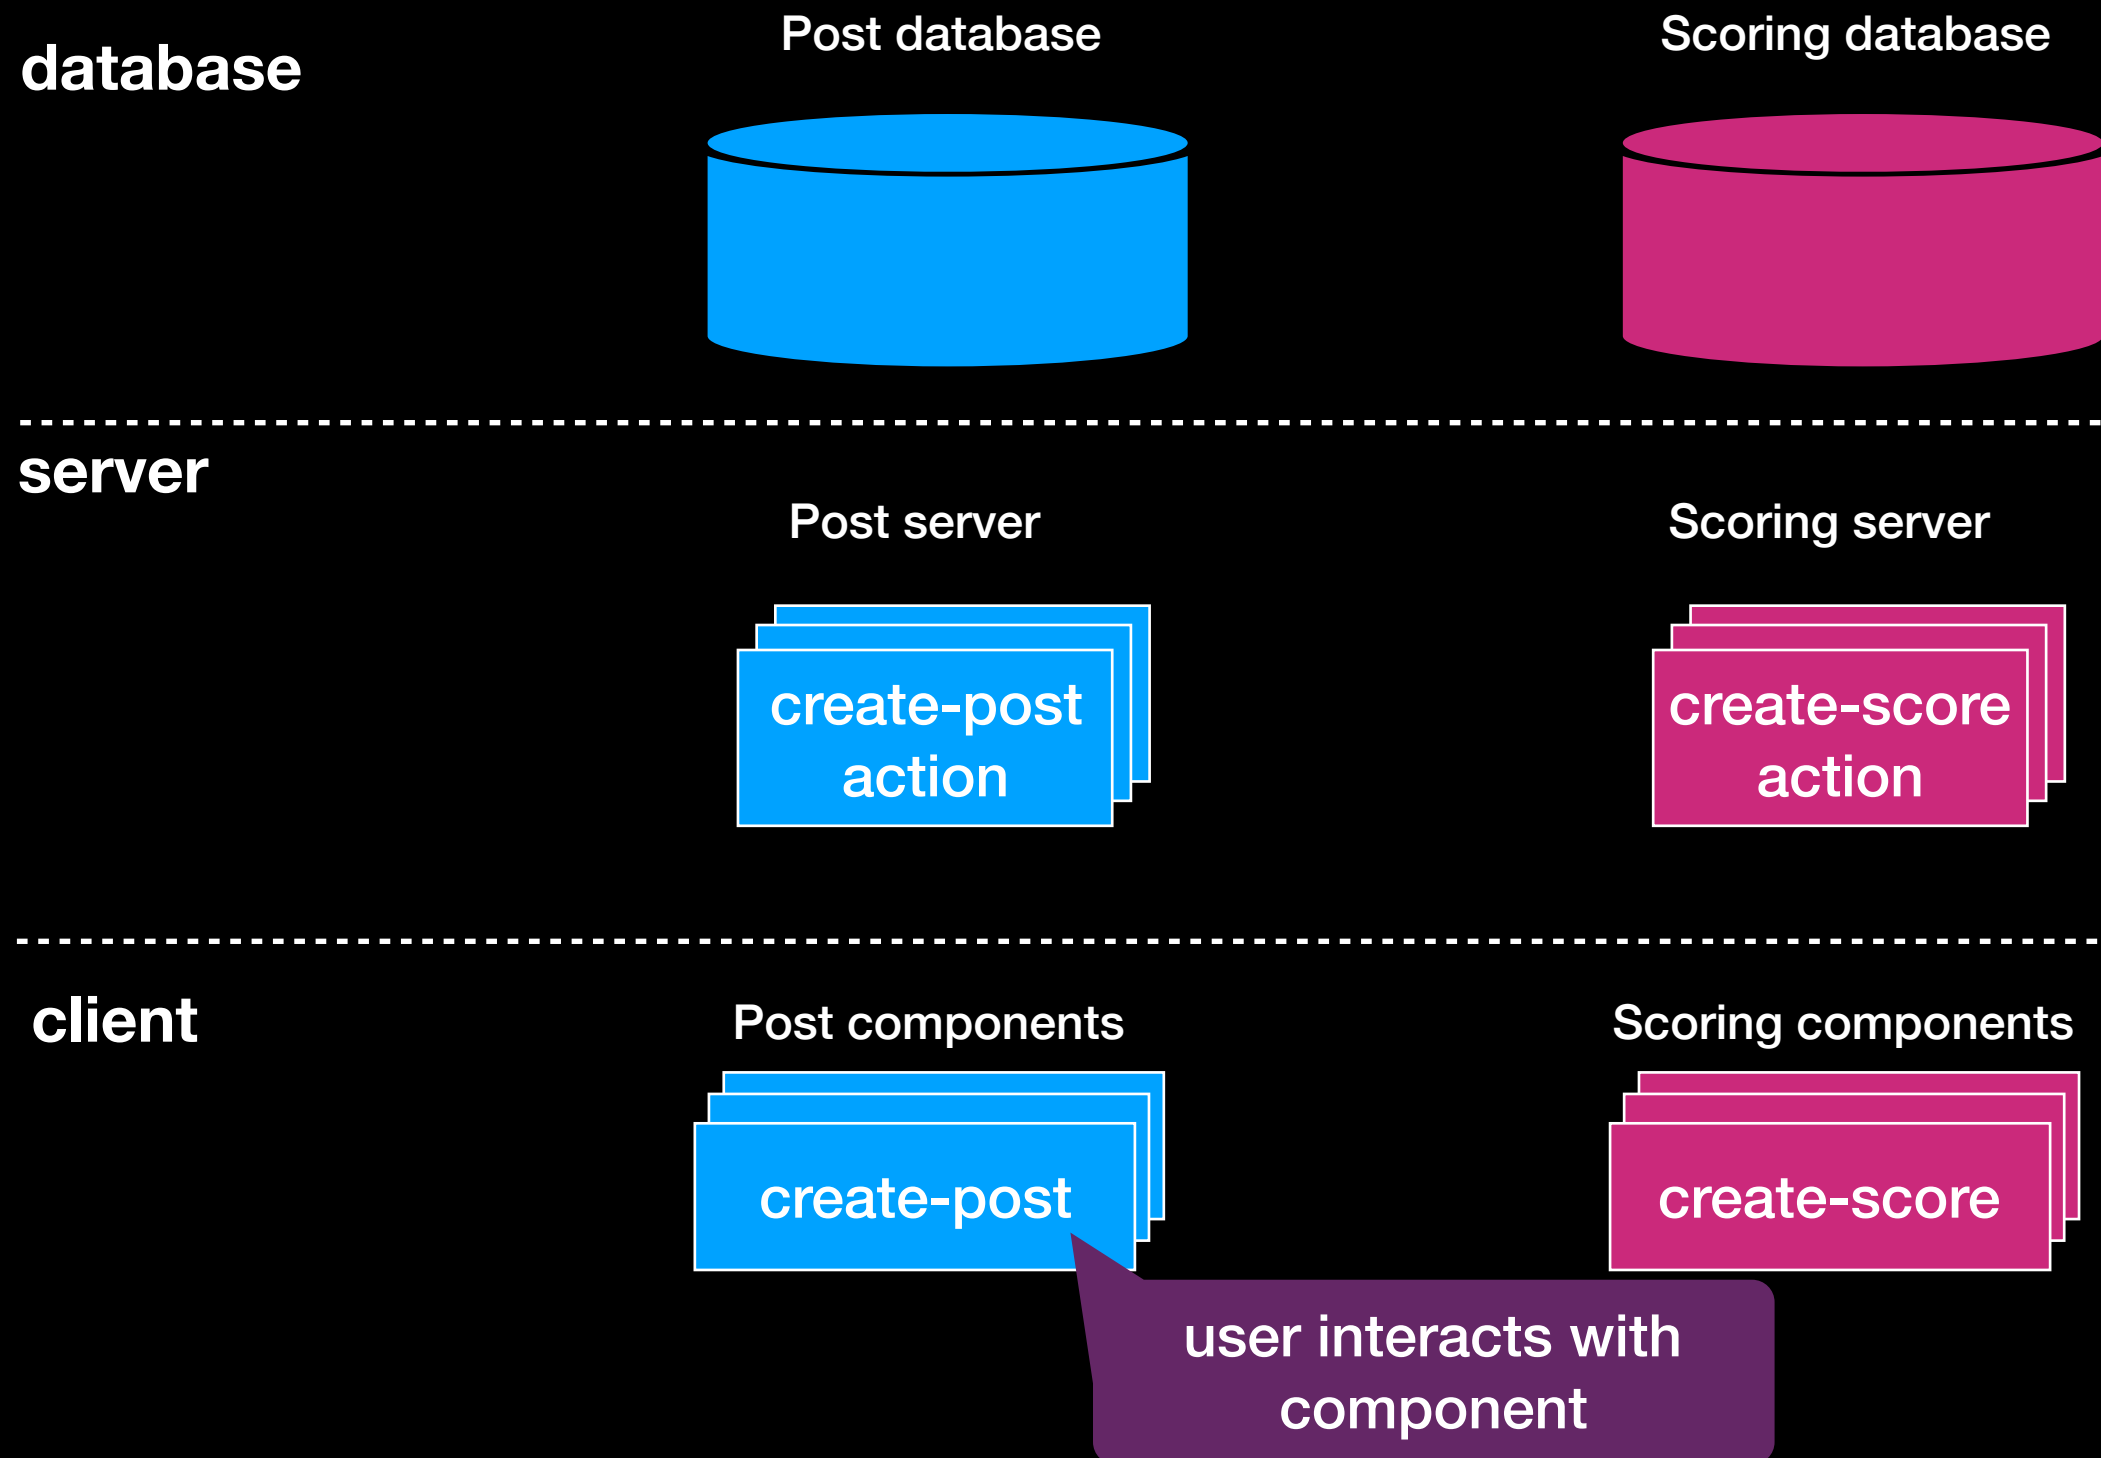 database
Post database
Scoring database
server
Post server
Scoring server
create-post
action
create-score
action
client
Post components
Scoring components
create-post
create-score
user interacts with
component